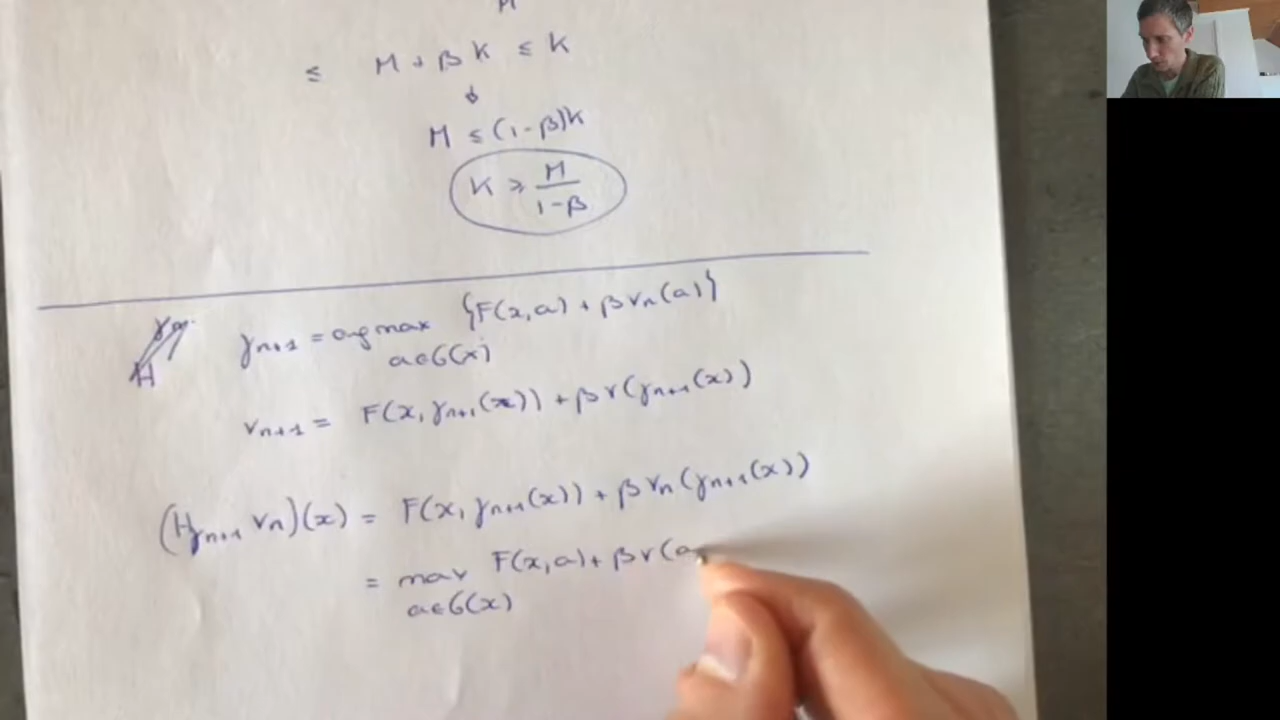 M
≤ M + β K ≤ K
↓
M ≤ (1-β)K
K ≥ M / 1-β
γn+1 = argmax {F(x,a) + β vn(a)}
a∈G(x)
H
vn+1 = F(x, γn+1(x)) + β v(γn+1(x))
(Hγn+1 vn)(x) = F(x, γn+1(x)) + β vn(γn+1(x))
= max F(x,a) + β v(a
a∈G(x)